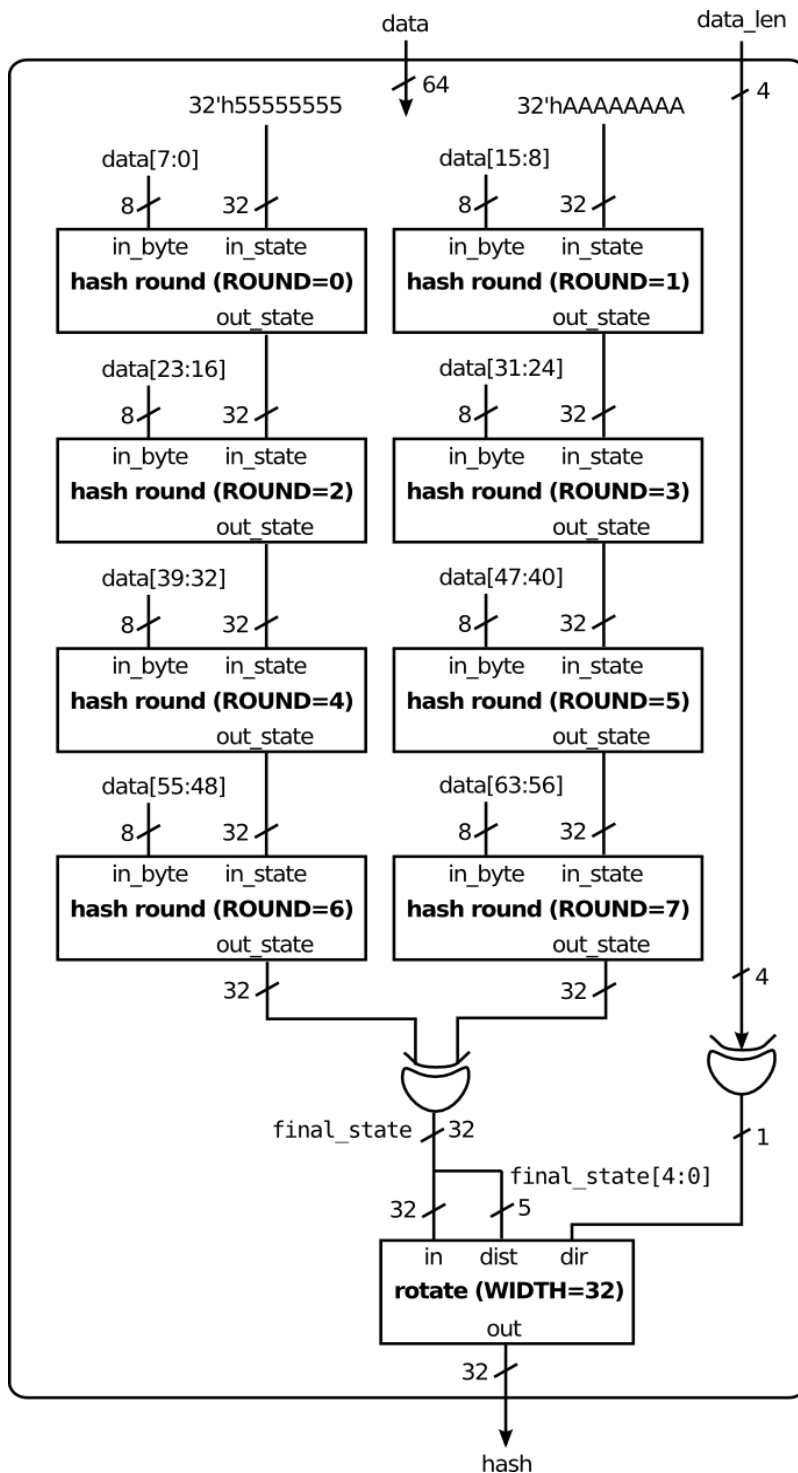 data data_len
64 4
32'h55555555 32'hAAAAAAAA
data[7:0] data[15:8]
8 32 8 32
in_byte in_state in_byte in_state
hash round (ROUND=0) hash round (ROUND=1)
out_state out_state
data[23:16] data[31:24]
8 32 8 32
in_byte in_state in_byte in_state
hash round (ROUND=2) hash round (ROUND=3)
out_state out_state
data[39:32] data[47:40]
8 32 8 32
in_byte in_state in_byte in_state
hash round (ROUND=4) hash round (ROUND=5)
out_state out_state
data[55:48] data[63:56]
8 32 8 32
in_byte in_state in_byte in_state
hash round (ROUND=6) hash round (ROUND=7)
out_state out_state
32 32 4
final_state 32 1
final_state[4:0]
32 5
in dist dir
rotate (WIDTH=32)
out
32
hash